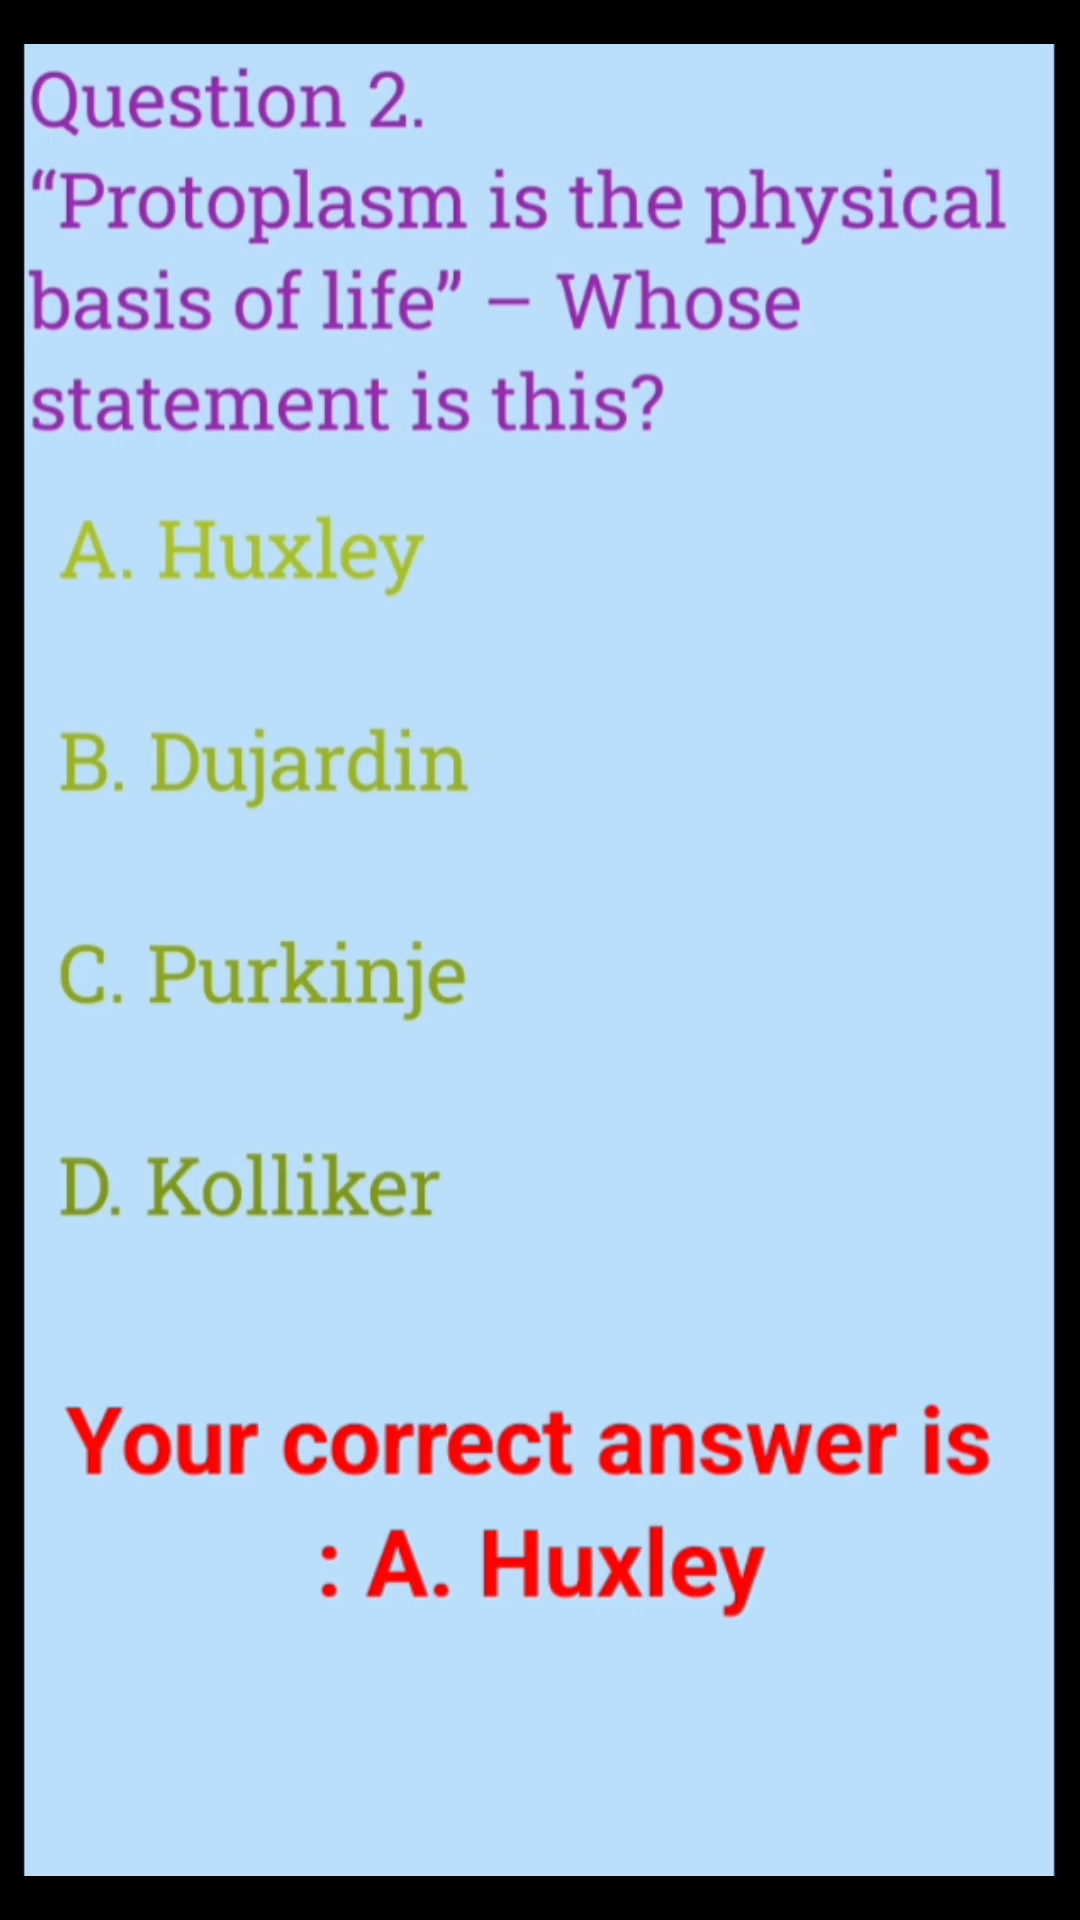 Question 2.
“Protoplasm is the physical
basis of life” – Whose
statement is this?
A. Huxley
B. Dujardin
C. Purkinje
D. Kolliker
Your correct answer is
: A. Huxley